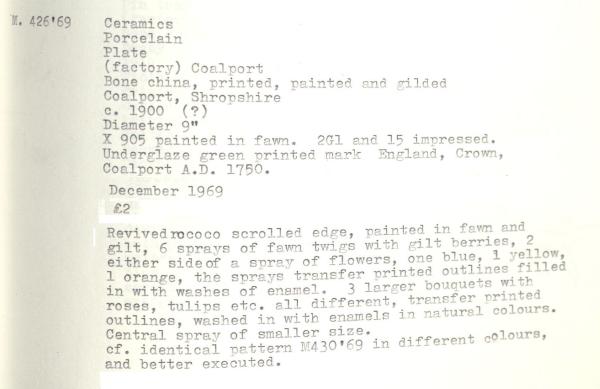 M. 426'69
Ceramics
Porcelain
Plate
(factory) Coalport
Bone china, printed, painted and gilded
Coalport, Shropshire
c. 1900 (?)
Diameter 9"
X 905 painted in fawn. 2G1 and 15 impressed.
Underglaze green printed mark England, Crown,
Coalport A.D. 1750.
December 1969
£2
Revived rococo scrolled edge, painted in fawn and
gilt, 6 sprays of fawn twigs with gilt berries, 2
either side of a spray of flowers, one blue, 1 yellow,
1 orange, the sprays transfer printed outlines filled
in with washes of enamel. 3 larger bouquets with
roses, tulips etc. all different, transfer printed
outlines, washed in with enamels in natural colours.
Central spray of smaller size.
cf. identical pattern M430'69 in different colours,
and better executed.